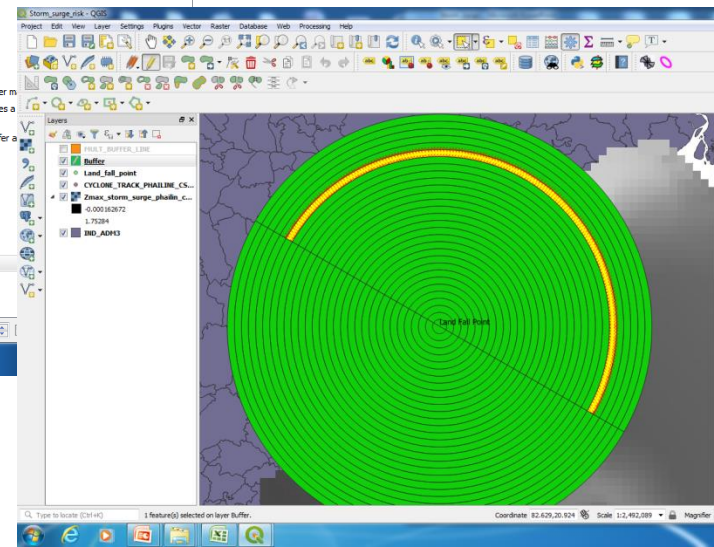 Storm_surge_risk - QGIS
Project Edit View Layer Settings Plugins Vector Raster Database Web Processing Help
Layers
MULT_BUFFER_LINE
Buffer
Land_fall_point
CYCLONE_TRACK_PHAILINE_CS...
Zmax_storm_surge_phailin_c...
-0.000162672
1.75284
IND_ADM3
Land Fall Point
Type to locate (Ctrl+K)
1 feature(s) selected on layer Buffer.
Coordinate 82.629,20.924 Scale 1:2,492,089 Magnifier